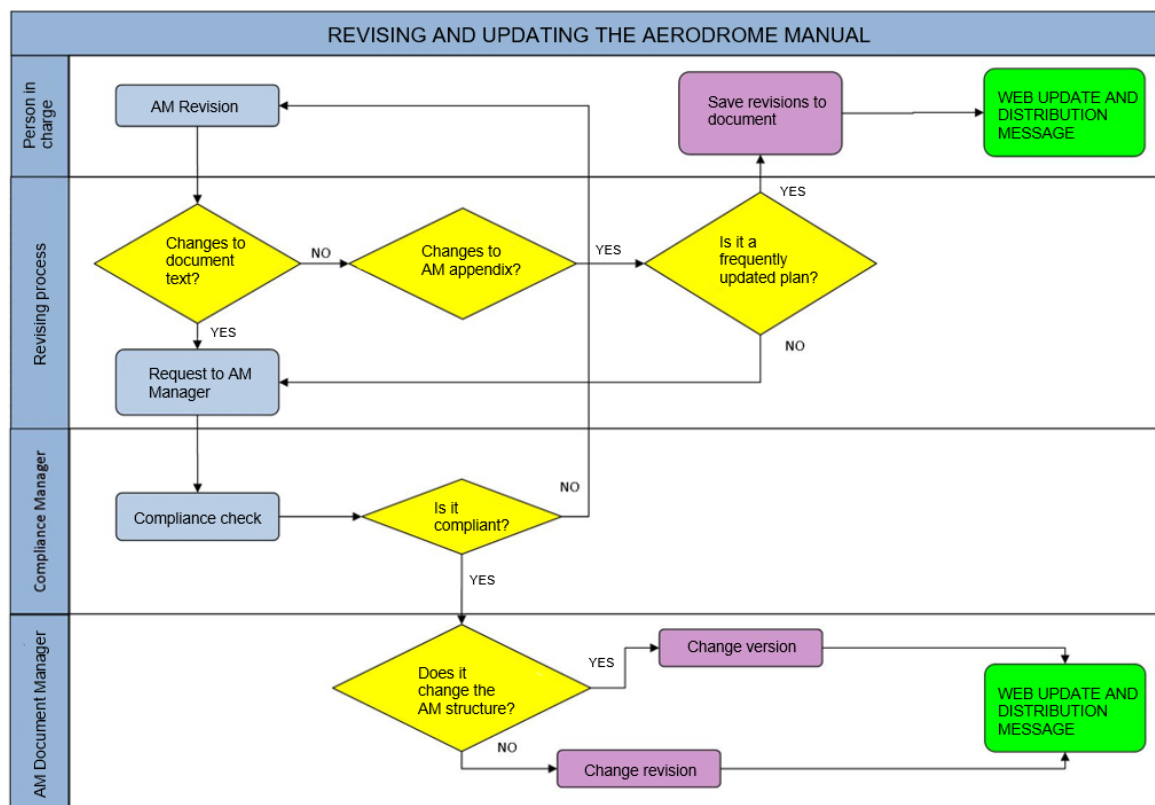 REVISING AND UPDATING THE AERODROME MANUAL
Person in
charge
AM Revision
Save revisions to
document
WEB UPDATE AND
DISTRIBUTION
MESSAGE
Revising process
Changes to
document
text?
NO
Changes to
AM appendix?
YES
Is it a
frequently
updated plan?
YES
NO
YES
Request to AM
Manager
Compliance Manager
Compliance check
Is it
compliant?
NO
YES
AM Document Manager
Does it
change the
AM structure?
YES
Change version
NO
Change revision
WEB UPDATE AND
DISTRIBUTION
MESSAGE